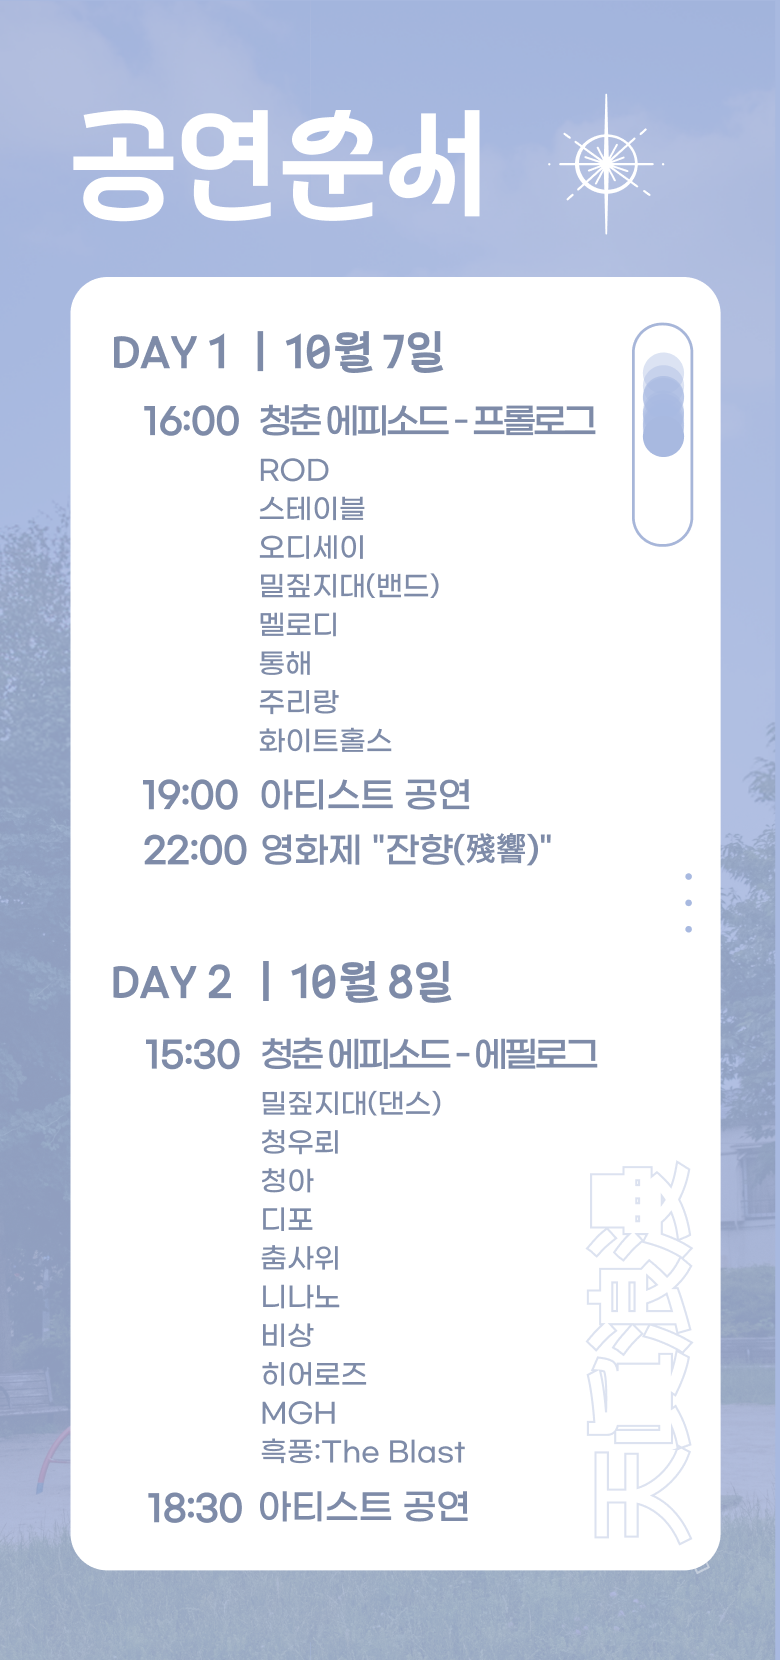 공연순서
DAY 1 | 10월 7일
16:00 청춘 에피소드 - 프롤로그
ROD
스테이블
오디세이
밀짚지대(밴드)
멜로디
통해
주리랑
화이트홀스
19:00 아티스트 공연
22:00 영화제 "잔향(殘響)"
DAY 2 | 10월 8일
15:30 청춘 에피소드 - 에필로그
밀짚지대(댄스)
청우뢰
청아
디포
춤사위
니나노
비상
히어로즈
MGH
흑풍:The Blast
18:30 아티스트 공연
天真浪漫